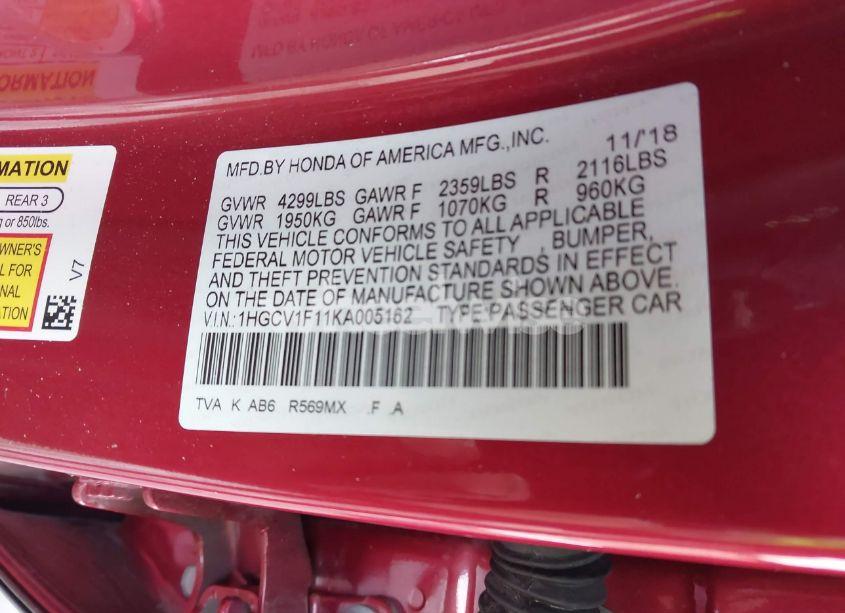 MFD.BY HONDA OF AMERICA MFG.,INC. 11/'18
GVWR 4299LBS GAWR F 2359LBS R 2116LBS
GVWR 1950KG GAWR F 1070KG R 960KG
THIS VEHICLE CONFORMS TO ALL APPLICABLE
FEDERAL MOTOR VEHICLE SAFETY , BUMPER,
AND THEFT PREVENTION STANDARDS IN EFFECT
ON THE DATE OF MANUFACTURE SHOWN ABOVE.
V.I.N.:1HGCV1F11KA005162 TYPE:PASSENGER CAR
TVA K AB6 R569MX .F .A
MATION
REAR 3
or 850lbs.
WNER'S
L FOR
NAL
ATION
V7